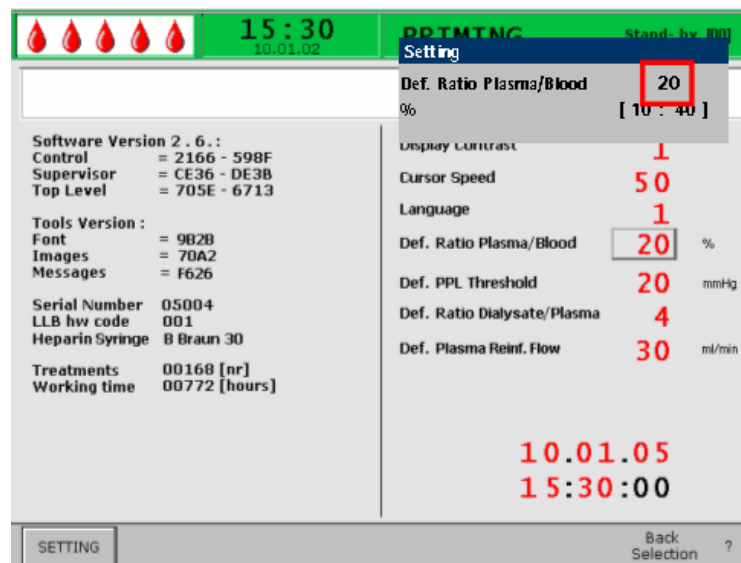 15:30
10.01.02
PRIMING
Stand-by [00]
Setting
Def. Ratio Plasma/Blood 20
% [ 10 : 40 ]
Software Version 2 . 6 . :
Control = 2166 - 598F
Supervisor = CE36 - DE3B
Top Level = 705E - 6713
Tools Version :
Font = 9B2B
Images = 70A2
Messages = F626
Serial Number 05004
LLB hw code 001
Heparin Syringe B Braun 30
Treatments 00168 [nr]
Working time 00772 [hours]
Display Contrast 1
Cursor Speed 50
Language 1
Def. Ratio Plasma/Blood 20 %
Def. PPL Threshold 20 mmHg
Def. Ratio Dialysate/Plasma 4
Def. Plasma Reinf. Flow 30 ml/min
10.01.05
15:30:00
SETTING
Back
Selection
?